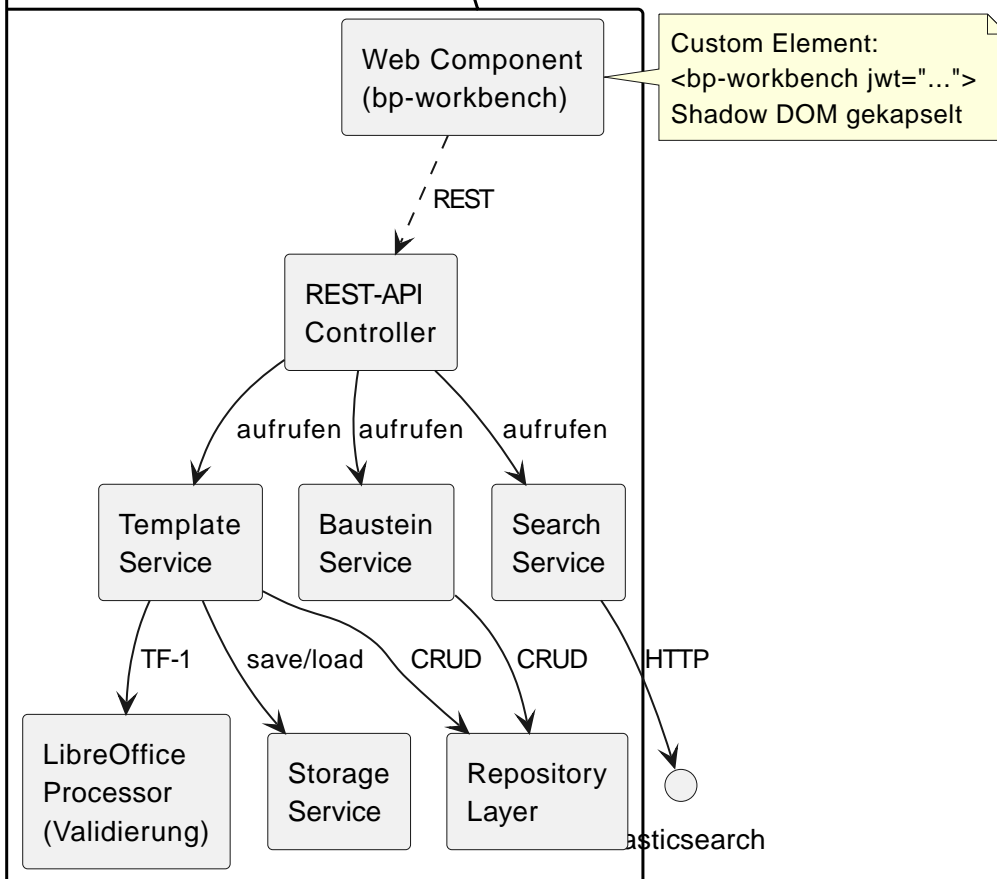 Web Component
(bp-workbench)
Custom Element:
<bp-workbench jwt="...">
Shadow DOM gekapselt
REST
REST-API
Controller
aufrufen
aufrufen
aufrufen
Template
Service
Baustein
Service
Search
Service
TF-1
save/load
CRUD
CRUD
HTTP
LibreOffice
Processor
(Validierung)
Storage
Service
Repository
Layer
asticsearch